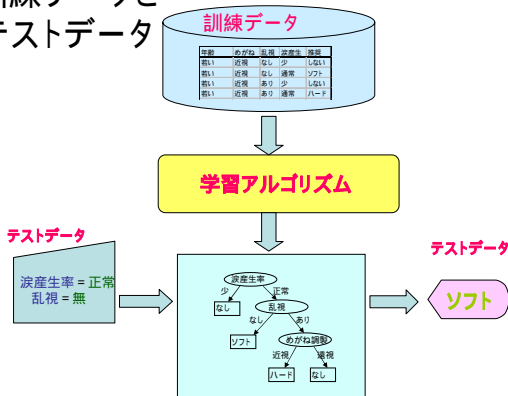 訓練データと
テストデータ
訓練データ
年齢 めがね 乱視 涙産生 推奨
若い 近視 なし 少 しない
若い 近視 なし 通常 ソフト
若い 近視 あり 少 しない
若い 近視 あり 通常 ハード
学習アルゴリズム
テストデータ
涙産生率 = 正常
乱視 = 無
涙産生率
少 正常
なし 乱視
なし あり
ソフト めがね調製
近視 遠視
ハード なし
テストデータ
ソフト